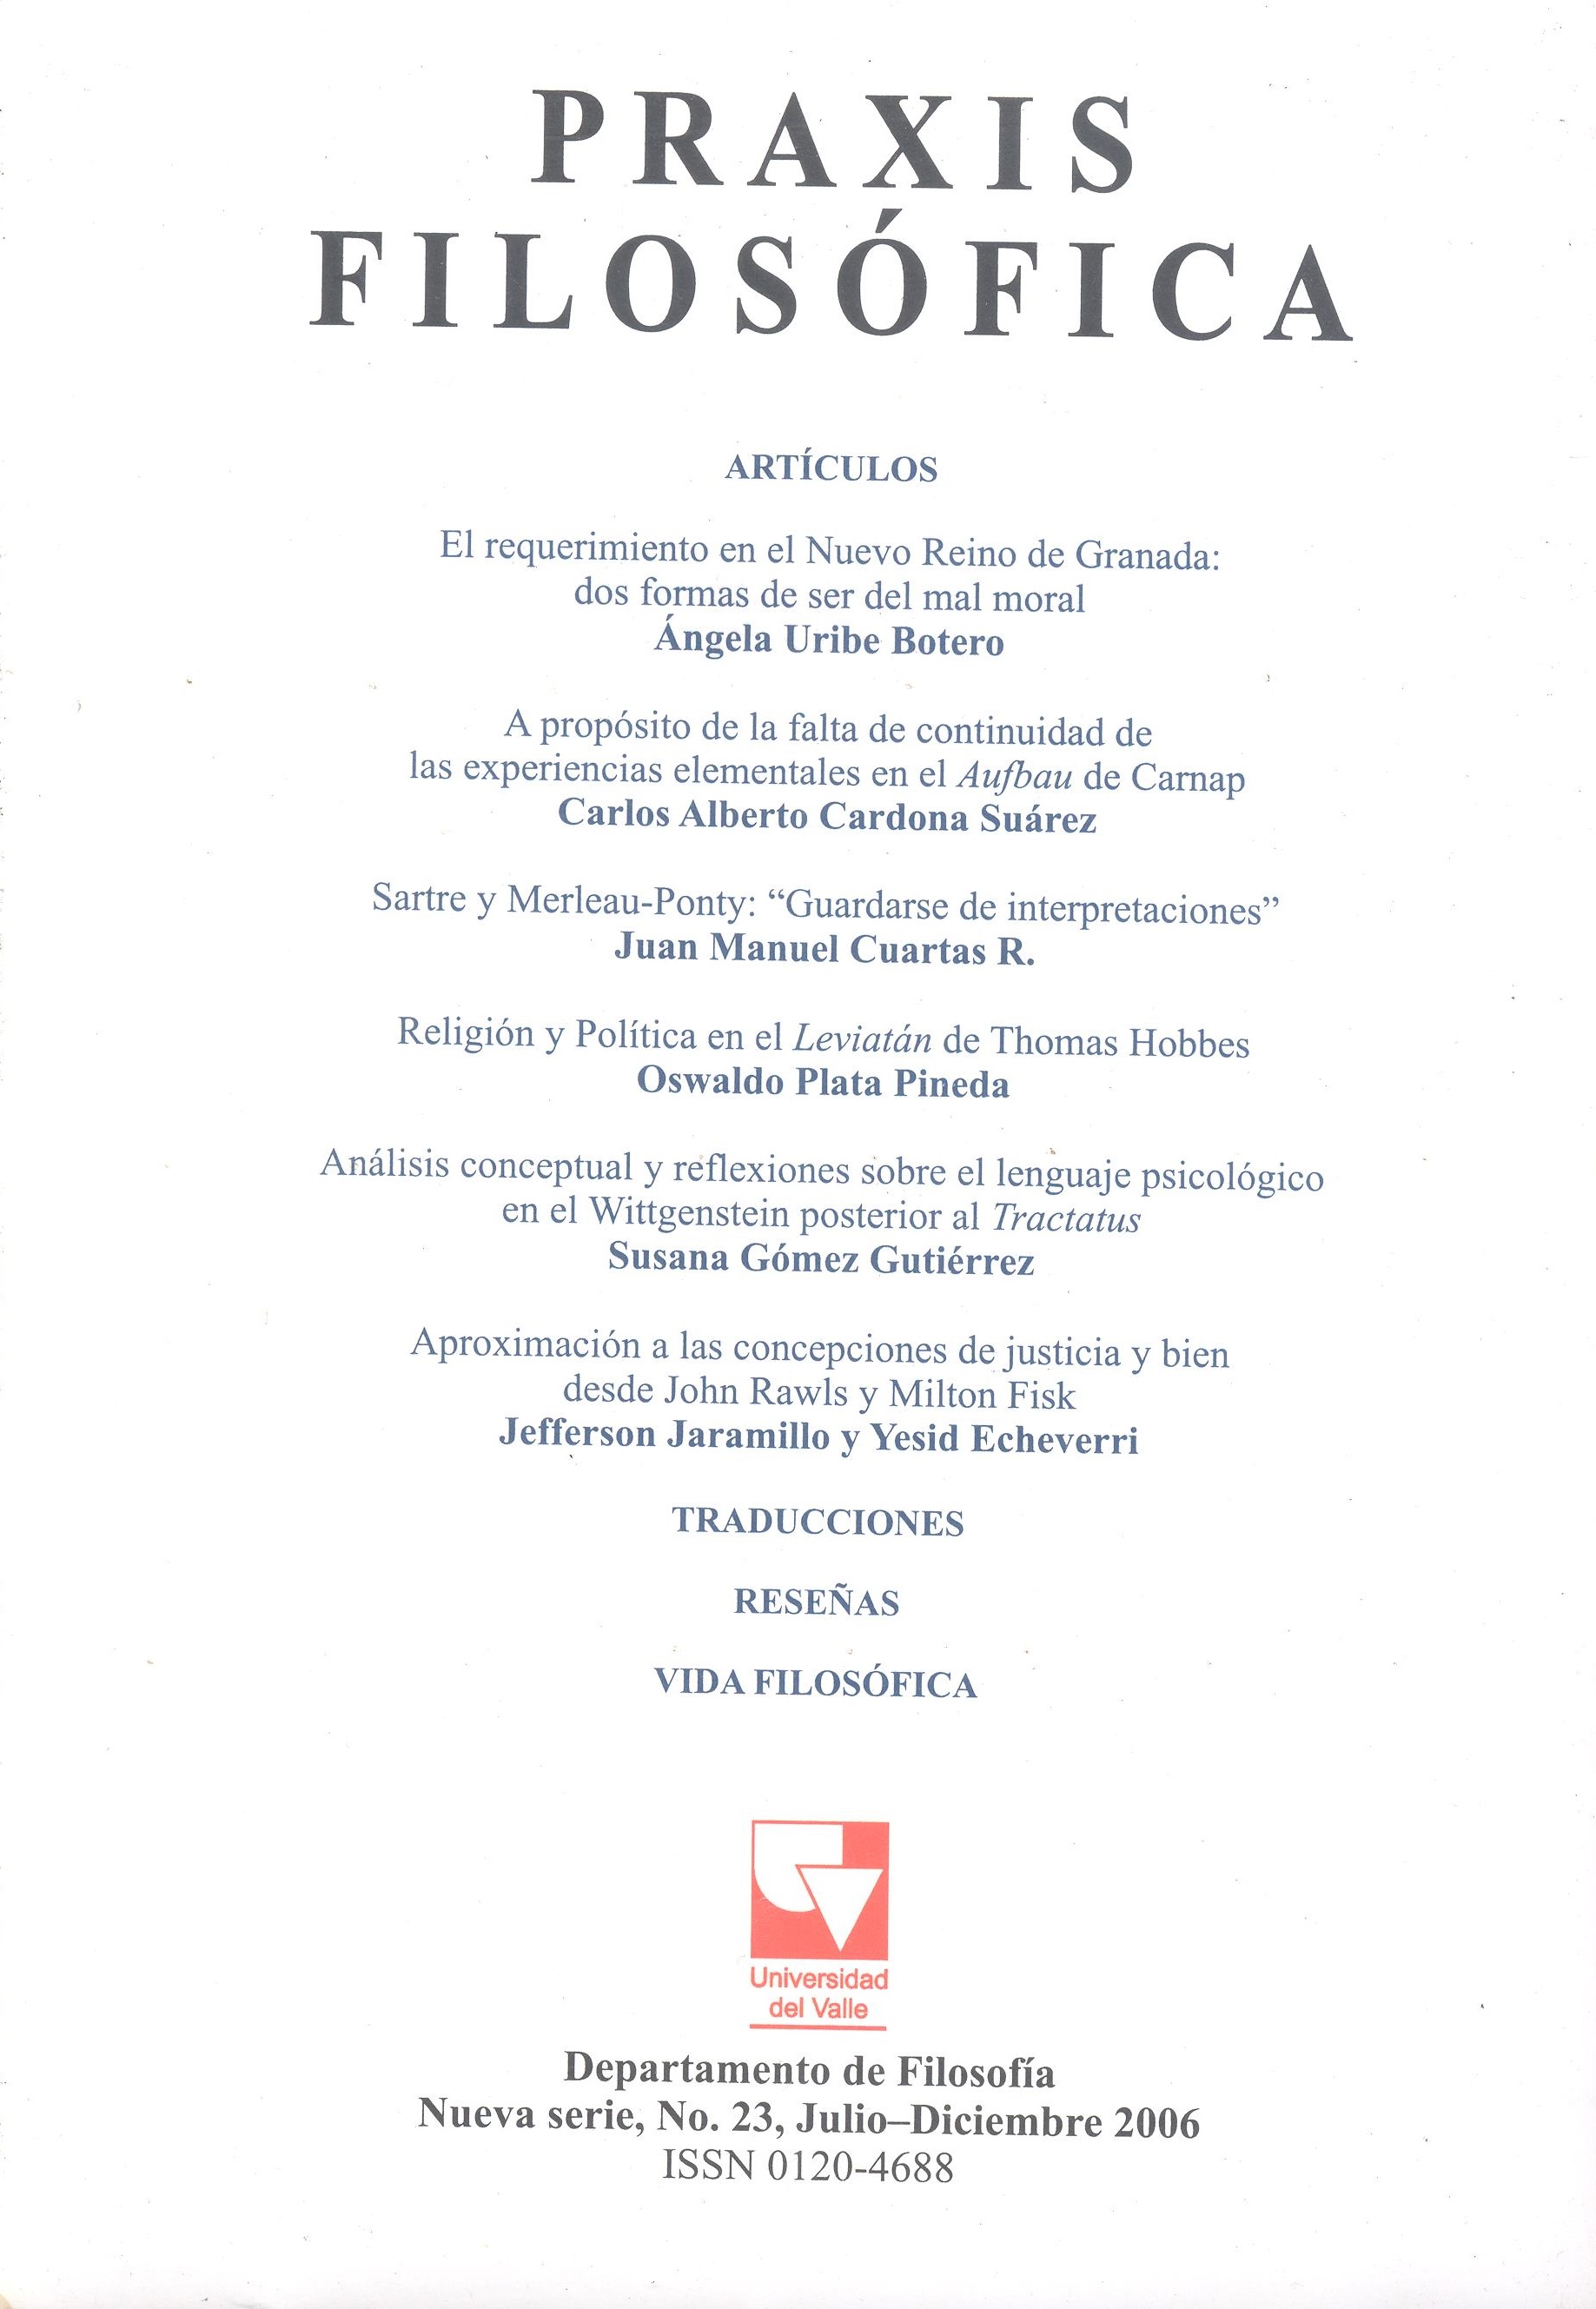 PRAXIS
FILOSÓFICA
ARTÍCULOS
El requerimiento en el Nuevo Reino de Granada:
dos formas de ser del mal moral
Ángela Uribe Botero
A propósito de la falta de continuidad de
las experiencias elementales en el Aufbau de Carnap
Carlos Alberto Cardona Suárez
Sartre y Merleau-Ponty: “Guardarse de interpretaciones”
Juan Manuel Cuartas R.
Religión y Política en el Leviatán de Thomas Hobbes
Oswaldo Plata Pineda
Análisis conceptual y reflexiones sobre el lenguaje psicológico
en el Wittgenstein posterior al Tractatus
Susana Gómez Gutiérrez
Aproximación a las concepciones de justicia y bien
desde John Rawls y Milton Fisk
Jefferson Jaramillo y Yesid Echeverri
TRADUCCIONES
RESEÑAS
VIDA FILOSÓFICA
Universidad
del Valle
Departamento de Filosofía
Nueva serie, No. 23, Julio–Diciembre 2006
ISSN 0120-4688